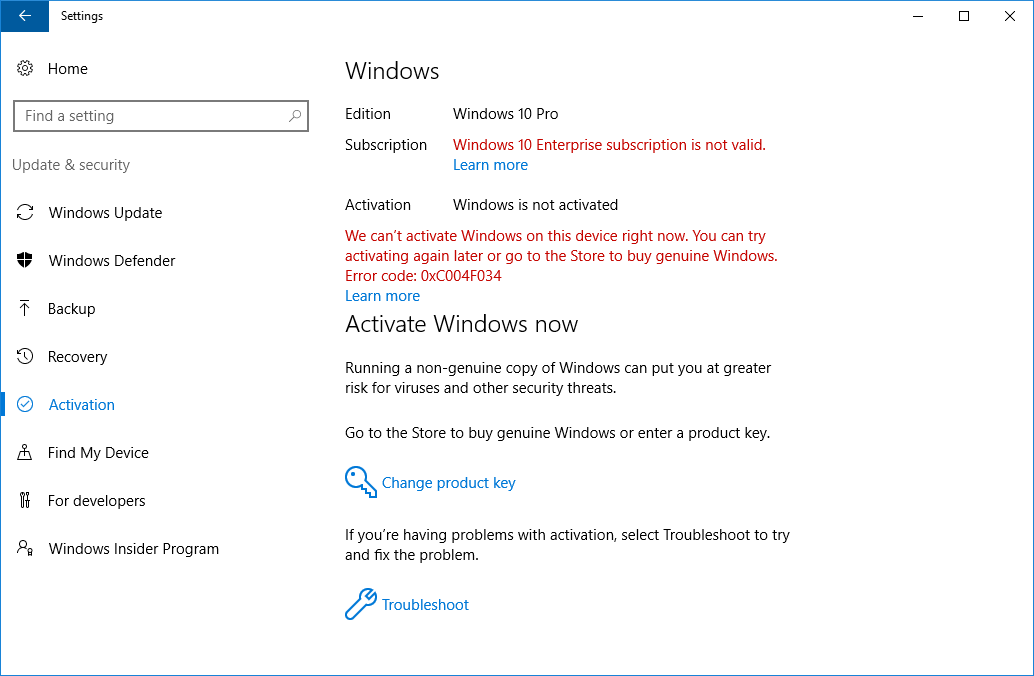 Settings
Home
Find a setting
Update & security
Windows Update
Windows Defender
Backup
Recovery
Activation
Find My Device
For developers
Windows Insider Program
Windows
Edition Windows 10 Pro
Subscription Windows 10 Enterprise subscription is not valid.
Learn more
Activation Windows is not activated
We can’t activate Windows on this device right now. You can try
activating again later or go to the Store to buy genuine Windows.
Error code: 0xC004F034
Learn more
Activate Windows now
Running a non-genuine copy of Windows can put you at greater
risk for viruses and other security threats.
Go to the Store to buy genuine Windows or enter a product key.
Change product key
If you’re having problems with activation, select Troubleshoot to try
and fix the problem.
Troubleshoot